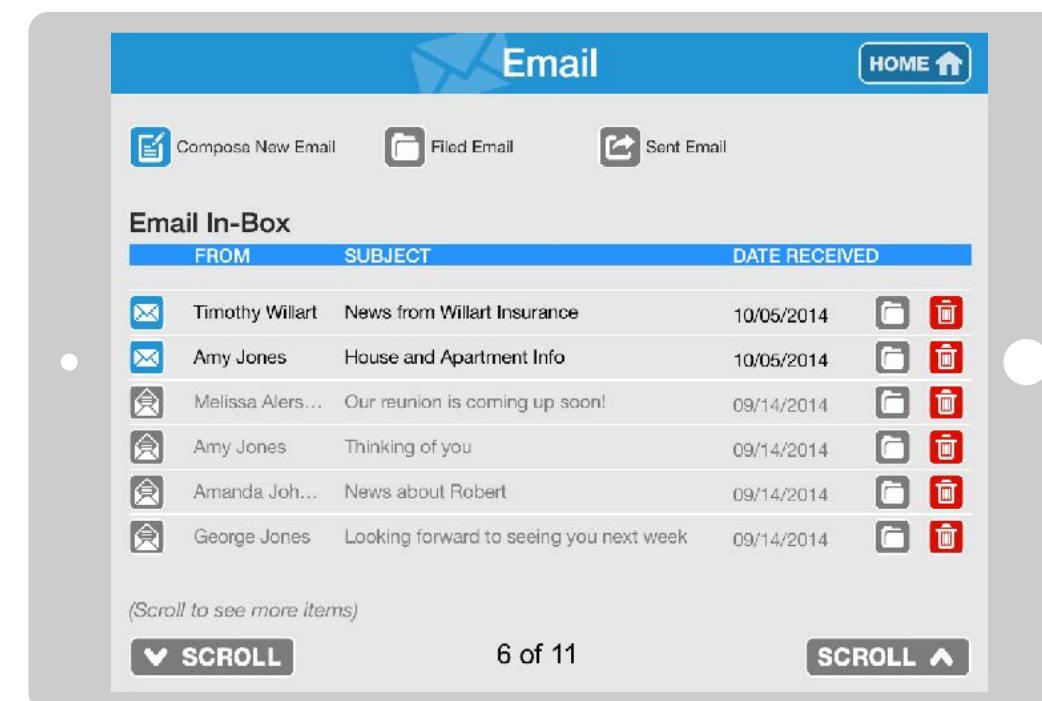 Email
HOME
Compose New Email Filed Email Sent Email
Email In-Box
FROM SUBJECT DATE RECEIVED
Timothy Willart News from Willart Insurance 10/05/2014
Amy Jones House and Apartment Info 10/05/2014
Melissa Alers... Our reunion is coming up soon! 09/14/2014
Amy Jones Thinking of you 09/14/2014
Amanda Joh... News about Robert 09/14/2014
George Jones Looking forward to seeing you next week 09/14/2014
(Scroll to see more items)
SCROLL 6 of 11 SCROLL